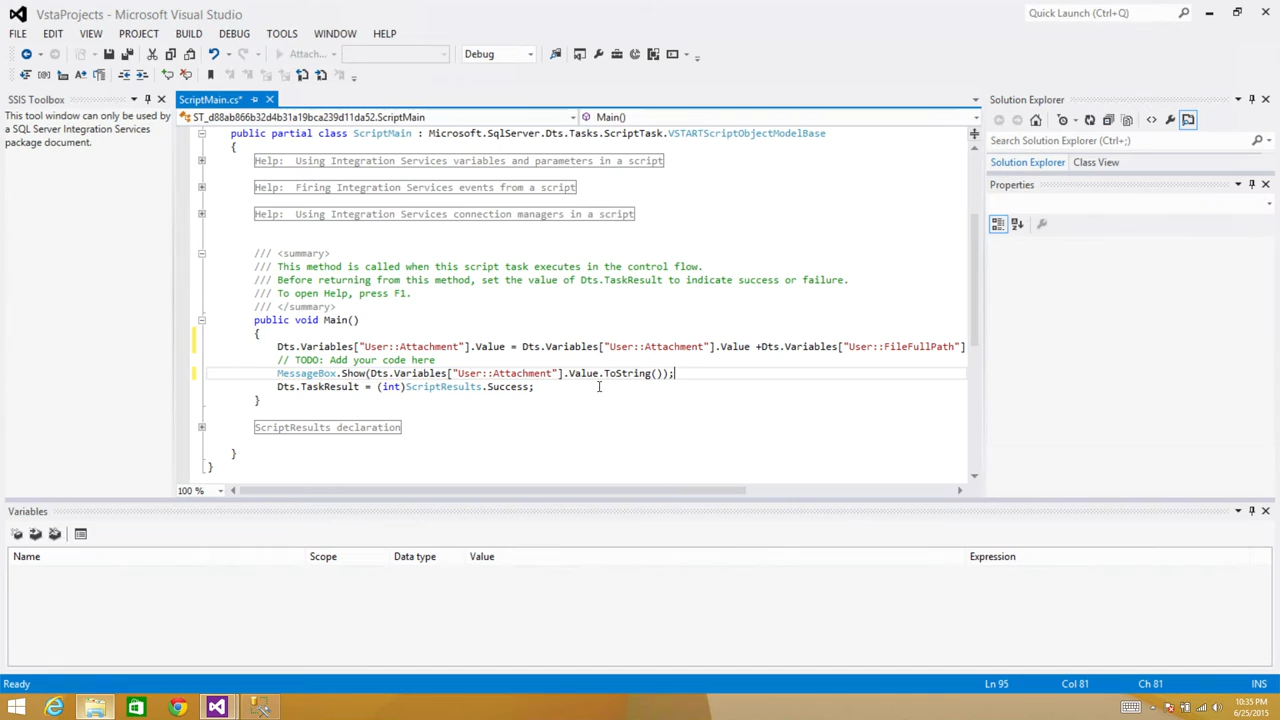 VstaProjects - Microsoft Visual Studio
Quick Launch (Ctrl+Q)
FILE EDIT VIEW PROJECT BUILD DEBUG TOOLS WINDOW HELP
Attach... Debug
SSIS Toolbox
This tool window can only be used by
a SQL Server Integration Services
package document.
ScriptMain.cs*
ST_d88ab866b32d4b31a19bca239d11da52.ScriptMain
Main()
public partial class ScriptMain : Microsoft.SqlServer.Dts.Tasks.ScriptTask.VSTARTScriptObjectModelBase
{
Help:  Using Integration Services variables and parameters in a script
Help:  Firing Integration Services events from a script
Help:  Using Integration Services connection managers in a script
/// <summary>
/// This method is called when this script task executes in the control flow.
/// Before returning from this method, set the value of Dts.TaskResult to indicate success or failure.
/// To open Help, press F1.
/// </summary>
public void Main()
{
Dts.Variables["User::Attachment"].Value = Dts.Variables["User::Attachment"].Value +Dts.Variables["User::FileFullPath"]
// TODO: Add your code here
MessageBox.Show(Dts.Variables["User::Attachment"].Value.ToString());
Dts.TaskResult = (int)ScriptResults.Success;
}
ScriptResults declaration
}
}
100 %
Solution Explorer
Search Solution Explorer (Ctrl+;)
Solution Explorer Class View
Properties
Variables
Name Scope Data type Value Expression
Ready Ln 95 Col 81 Ch 81 INS
10:35 PM
6/25/2015